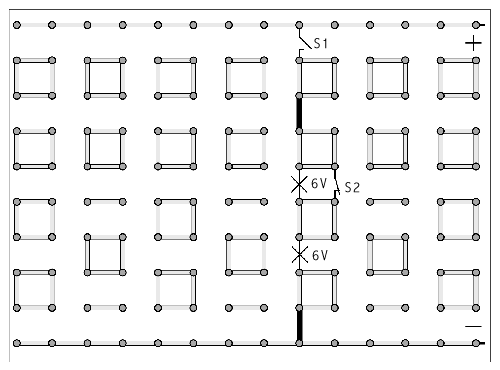 S1
+
6V
S2
6V
—